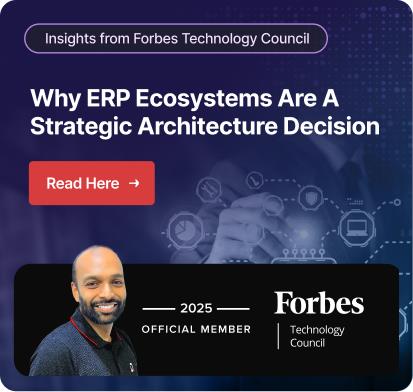 Insights from Forbes Technology Council
Why ERP Ecosystems Are A
Strategic Architecture Decision
Read Here →
2025
OFFICIAL MEMBER
Forbes
Technology
Council